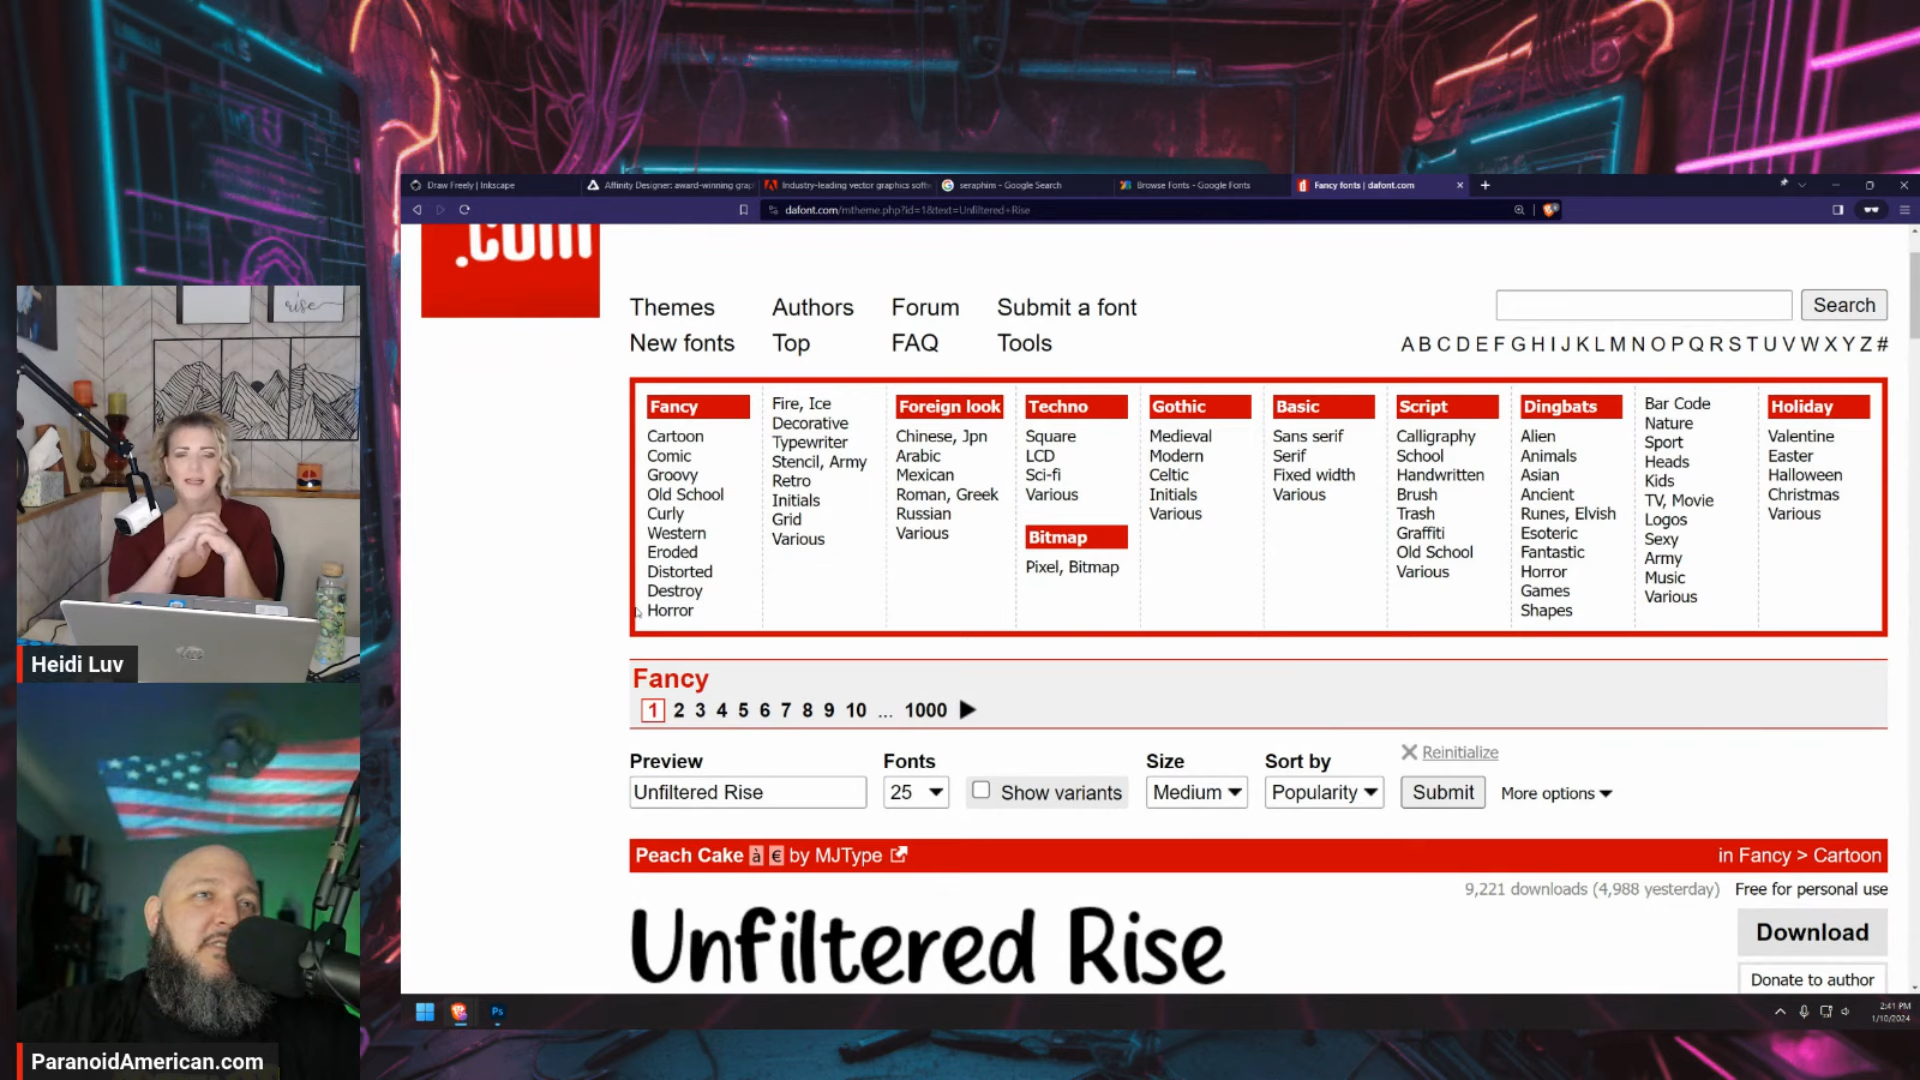 Draw Freely | Inkscape
Affinity Designer: award-winning grap
Industry-leading vector graphics softw
seraphim - Google Search
Browse Fonts - Google Fonts
Fancy fonts | dafont.com
dafont.com/mtheme.php?id=1&text=Unfiltered+Rise
.com
Themes Authors Forum Submit a font
New fonts Top FAQ Tools
Search
A B C D E F G H I J K L M N O P Q R S T U V W X Y Z #
Fancy
Cartoon
Comic
Groovy
Old School
Curly
Western
Eroded
Distorted
Destroy
Horror
Fire, Ice
Decorative
Typewriter
Stencil, Army
Retro
Initials
Grid
Various
Foreign look
Chinese, Jpn
Arabic
Mexican
Roman, Greek
Russian
Various
Techno
Square
LCD
Sci-fi
Various
Bitmap
Pixel, Bitmap
Gothic
Medieval
Modern
Celtic
Initials
Various
Basic
Sans serif
Serif
Fixed width
Various
Script
Calligraphy
School
Handwritten
Brush
Trash
Graffiti
Old School
Various
Dingbats
Alien
Animals
Asian
Ancient
Runes, Elvish
Esoteric
Fantastic
Horror
Games
Shapes
Bar Code
Nature
Sport
Heads
Kids
TV, Movie
Logos
Sexy
Army
Music
Various
Holiday
Valentine
Easter
Halloween
Christmas
Various
Fancy
1 2 3 4 5 6 7 8 9 10 ... 1000
Preview Fonts Size Sort by Reinitialize
Unfiltered Rise 25 Show variants Medium Popularity Submit More options
Peach Cake à € by MJType in Fancy > Cartoon
9,221 downloads (4,988 yesterday) Free for personal use
Unfiltered Rise
Download
Donate to author
Ps
2:41 PM
1/10/2024
rise
hp
Heidi Luv
ParanoidAmerican.com